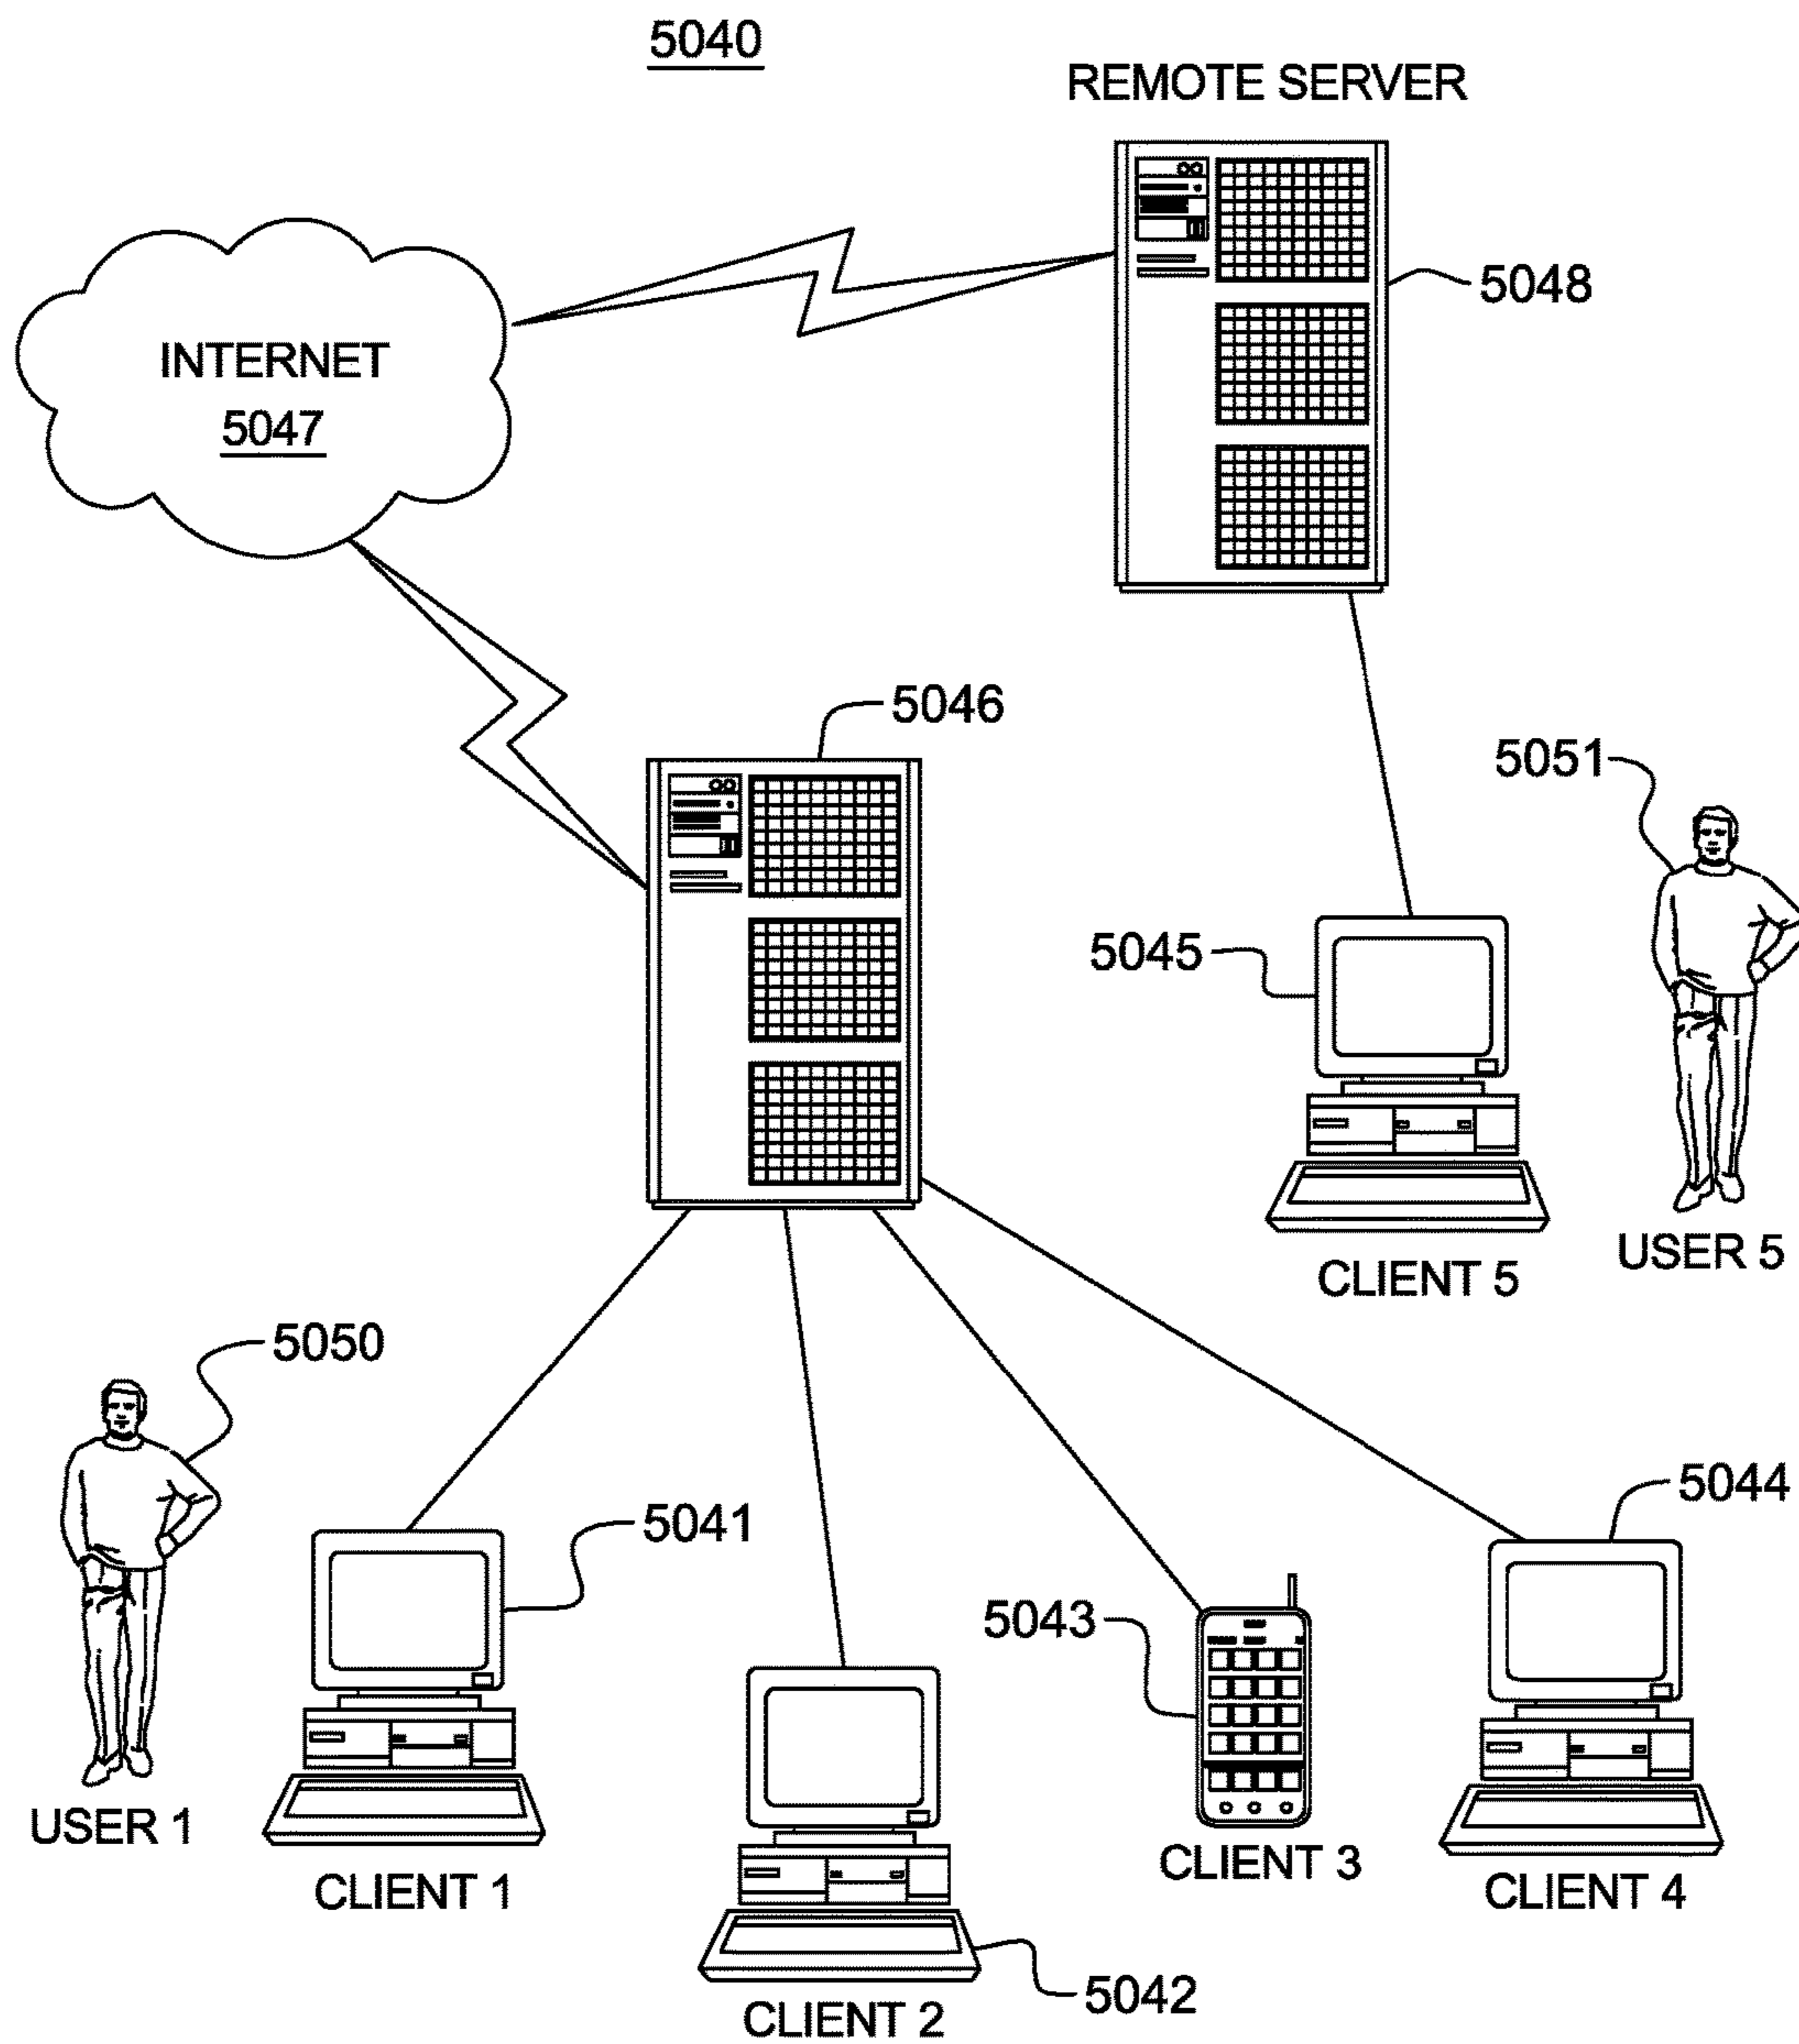 5040
REMOTE SERVER
5048
INTERNET
5047
5046
5051
5045
USER 5
CLIENT 5
5050
5044
5041
5043
USER 1
CLIENT 3
CLIENT 1
CLIENT 4
5042
CLIENT 2